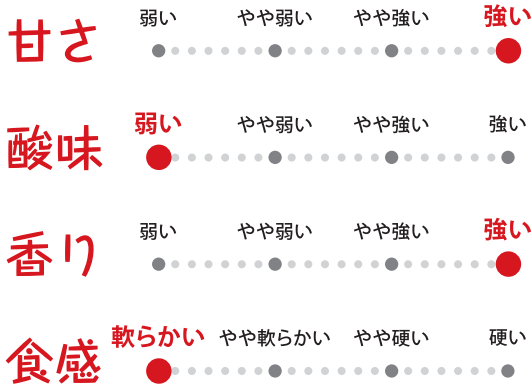 甘さ 弱い やや弱い やや強い 強い
酸味 弱い やや弱い やや強い 強い
香り 弱い やや弱い やや強い 強い
食感 軟らかい やや軟らかい やや硬い 硬い